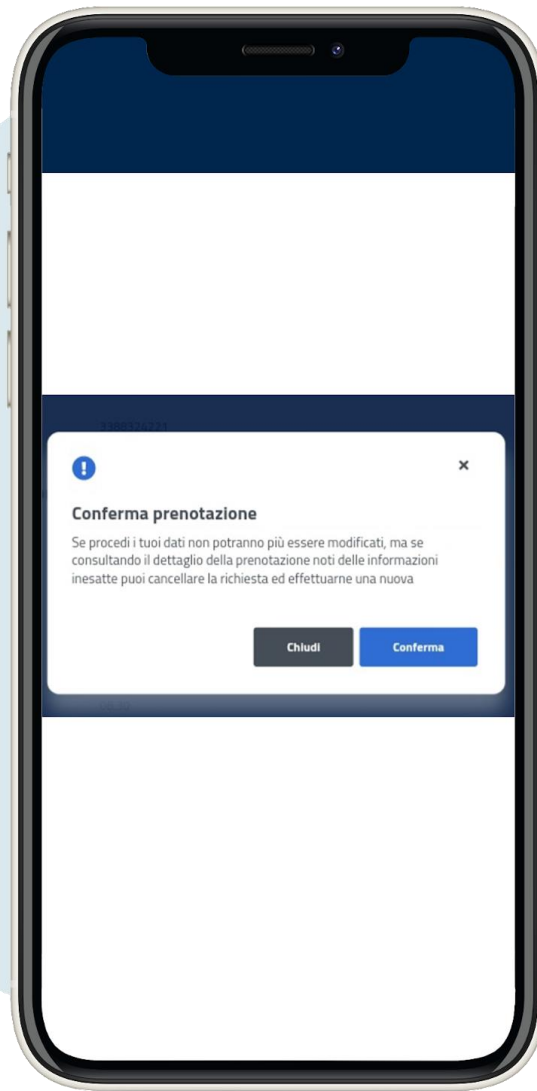 Conferma prenotazione
Se procedi i tuoi dati non potranno più essere modificati, ma se
consultando il dettaglio della prenotazione noti delle informazioni
inesatte puoi cancellare la richiesta ed effettuarne una nuova
Chiudi Conferma